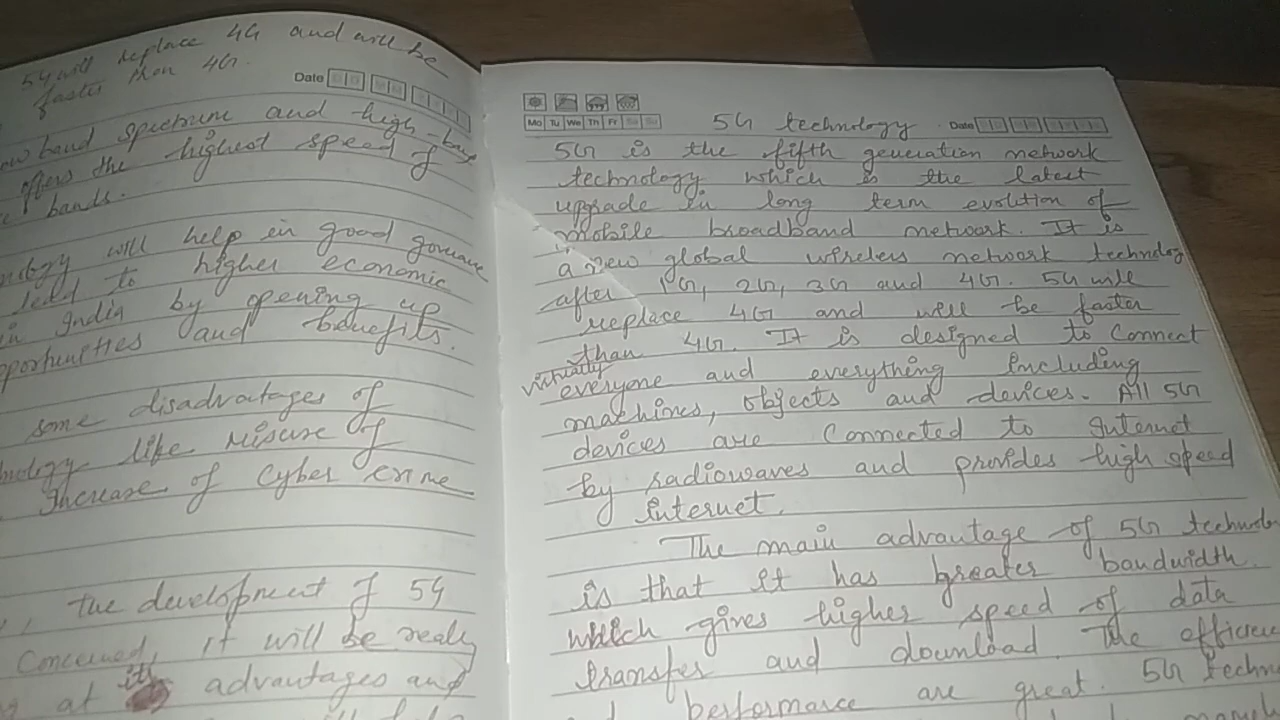 5G will replace 4G and will be
faster than 4G.
Date
band spectrum and high-band
offers the highest speed of
bands.
will help in good governance
lead to higher economic
in India by opening up
and benefits.
some disadvantages of
like misuse of
Increase of Cyber crime
the development of 5G
Concerned, it will be really
at its advantages and
Mo Tu We Th Fr Sa Su
5G technology
Date
5G is the fifth generation network
technology which is the latest
upgrade in long term evolution of
mobile broadband network. It is
a new global wireless network technology
after 1G, 2G, 3G and 4G. 5G will
replace 4G and will be faster
than 4G. It is designed to Connect
virtually
everyone and everything including
machines, objects and devices. All 5G
devices are Connected to Internet
by radiowaves and provides high speed
internet.
The main advantage of 5G
is that it has greater bandwidth
which gives higher speed of data
transfer and download. The
performance are great. 5G